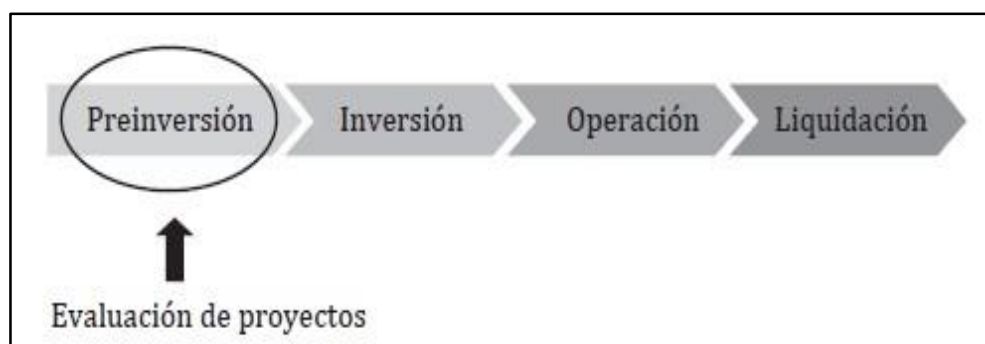 Preinversión Inversión Operación Liquidación
Evaluación de proyectos